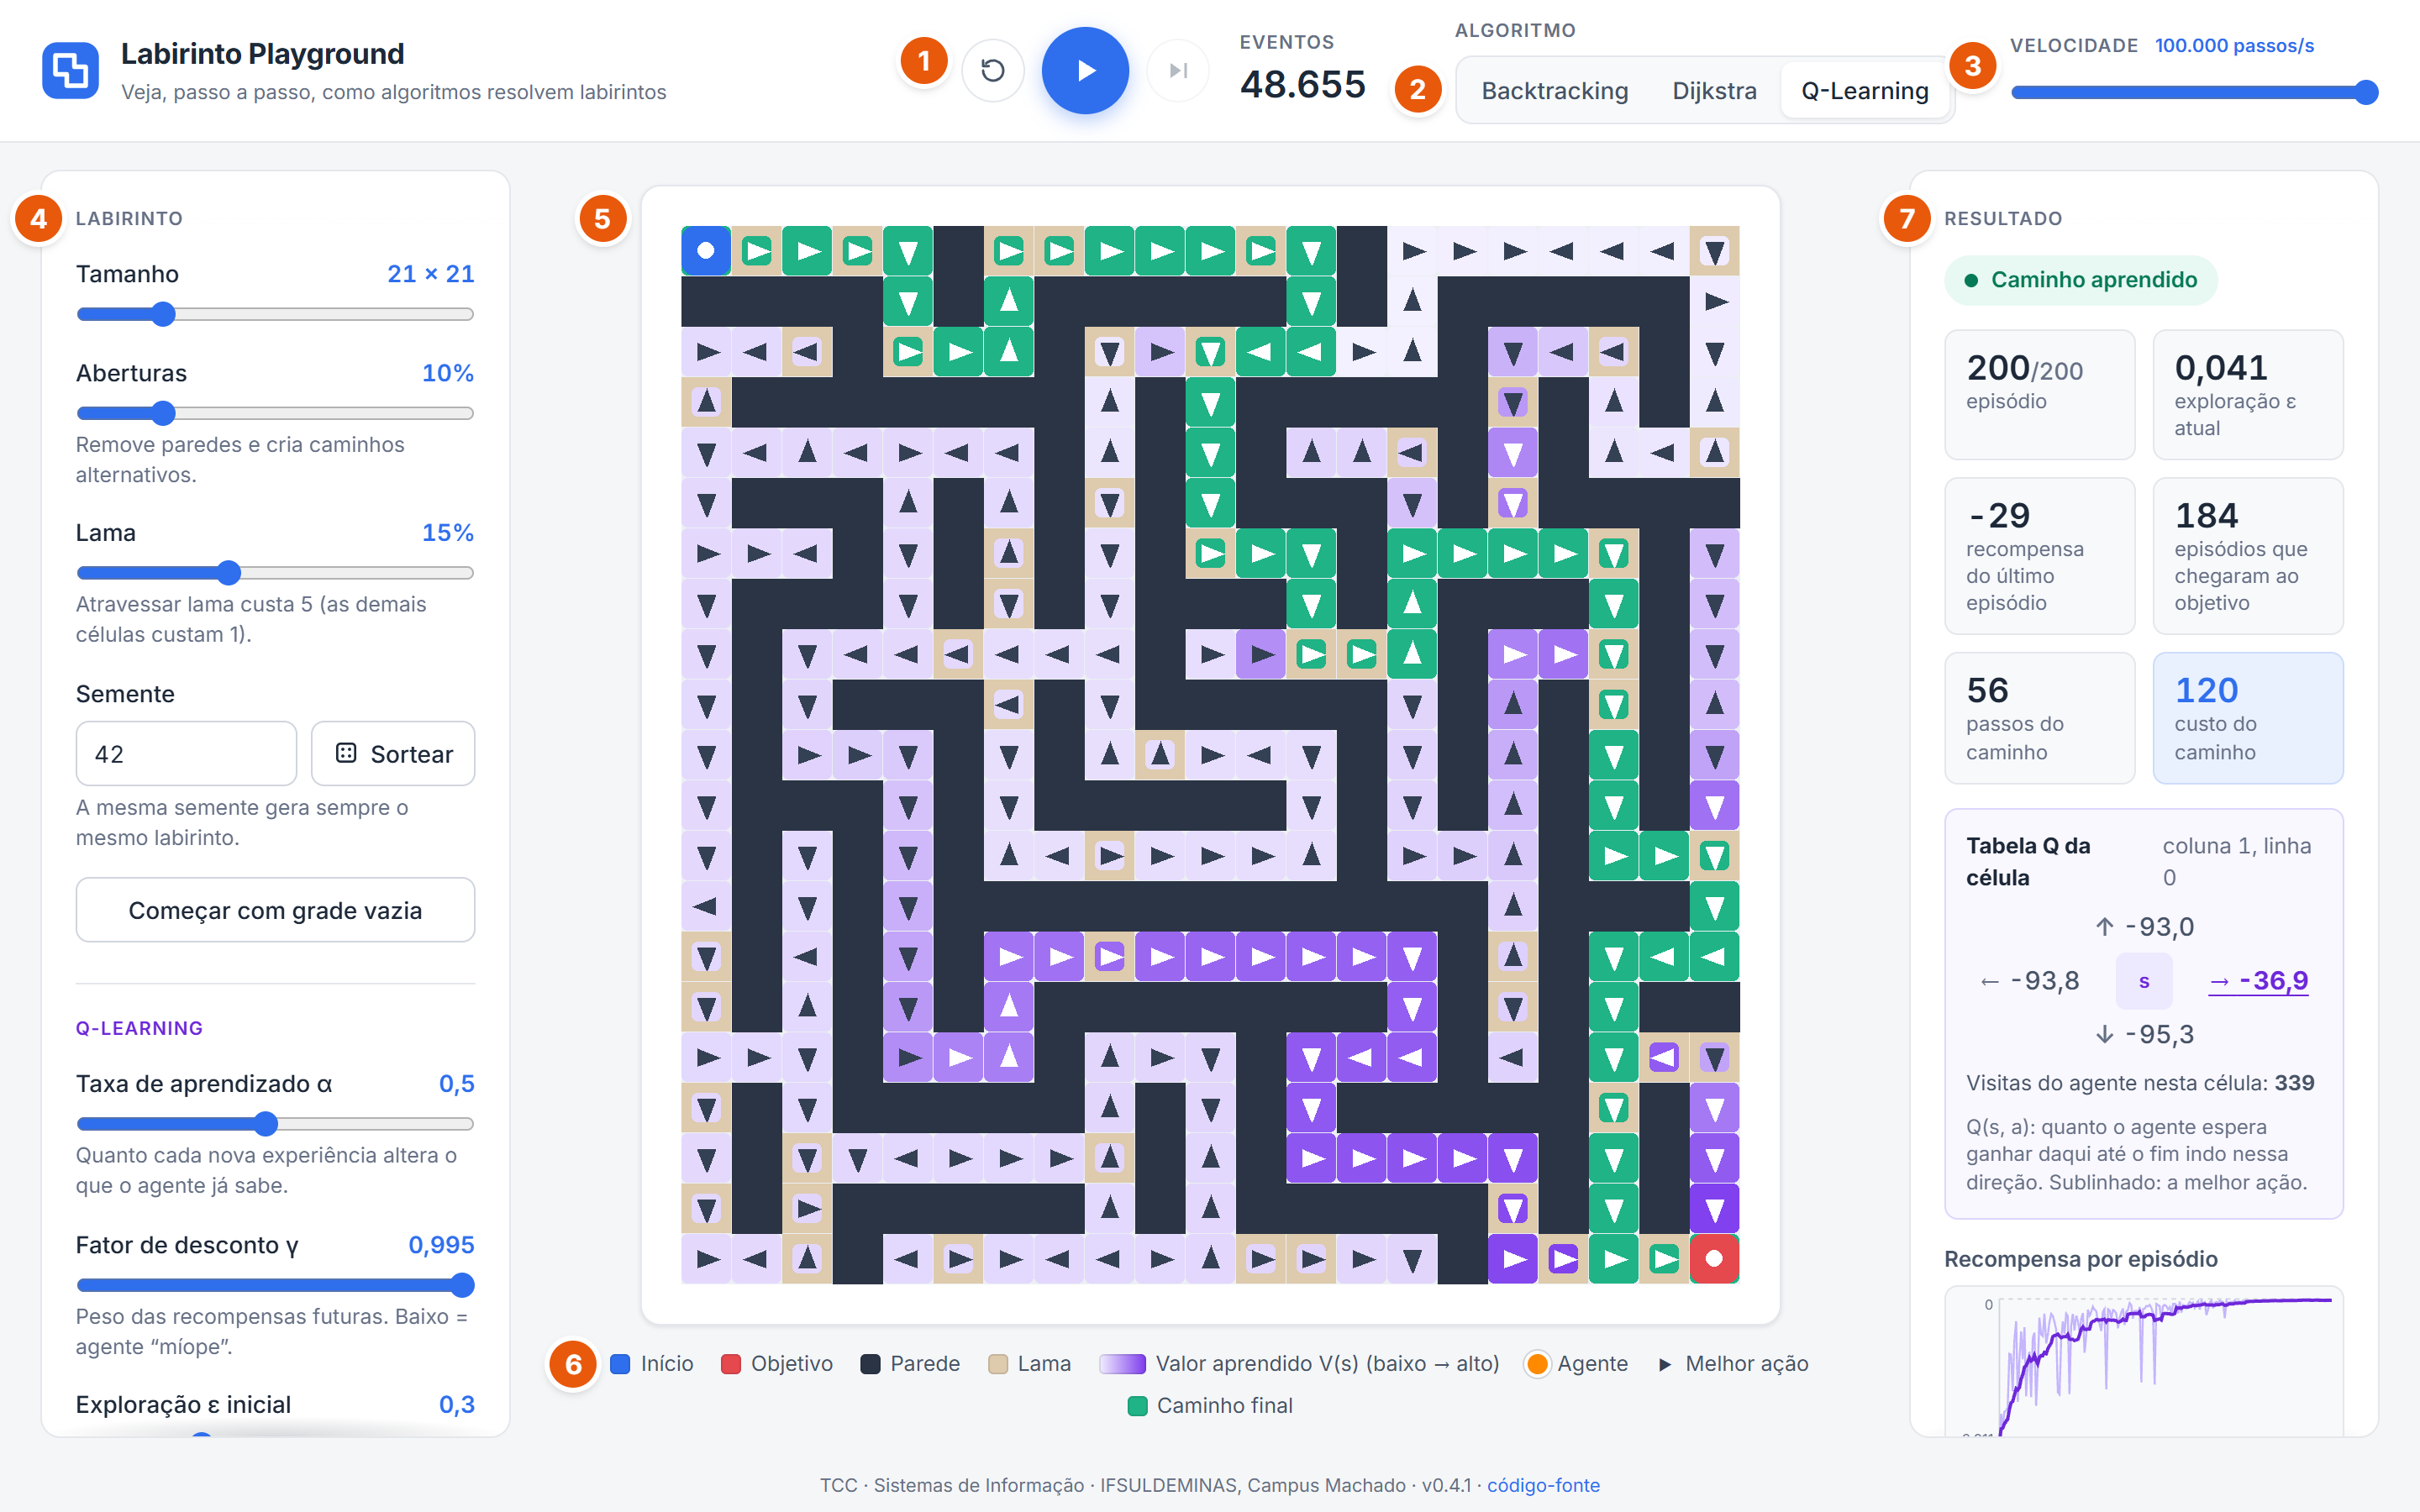 Labirinto Playground
Veja, passo a passo, como algoritmos resolvem labirintos
1
EVENTOS
48.655
ALGORITMO
2
Backtracking
Dijkstra
Q-Learning
3
VELOCIDADE 100.000 passos/s
4
LABIRINTO
Tamanho 21 × 21
Aberturas 10%
Remove paredes e cria caminhos
alternativos.
Lama 15%
Atravessar lama custa 5 (as demais
células custam 1).
Semente
42
Sortear
A mesma semente gera sempre o
mesmo labirinto.
Começar com grade vazia
Q-LEARNING
Taxa de aprendizado α 0,5
Quanto cada nova experiência altera o
que o agente já sabe.
Fator de desconto γ 0,995
Peso das recompensas futuras. Baixo =
agente “míope”.
Exploração ε inicial 0,3
5
6
Início
Objetivo
Parede
Lama
Valor aprendido V(s) (baixo → alto)
Agente
Melhor ação
Caminho final
7
RESULTADO
Caminho aprendido
200/200
episódio
0,041
exploração ε
atual
-29
recompensa
do último
episódio
184
episódios que
chegaram ao
objetivo
56
passos do
caminho
120
custo do
caminho
Tabela Q da
célula
coluna 1, linha
0
↑ -93,0
← -93,8
s
→ -36,9
↓ -95,3
Visitas do agente nesta célula: 339
Q(s, a): quanto o agente espera
ganhar daqui até o fim indo nessa
direção. Sublinhado: a melhor ação.
Recompensa por episódio
0
TCC · Sistemas de Informação · IFSULDEMINAS, Campus Machado · v0.4.1 · código-fonte